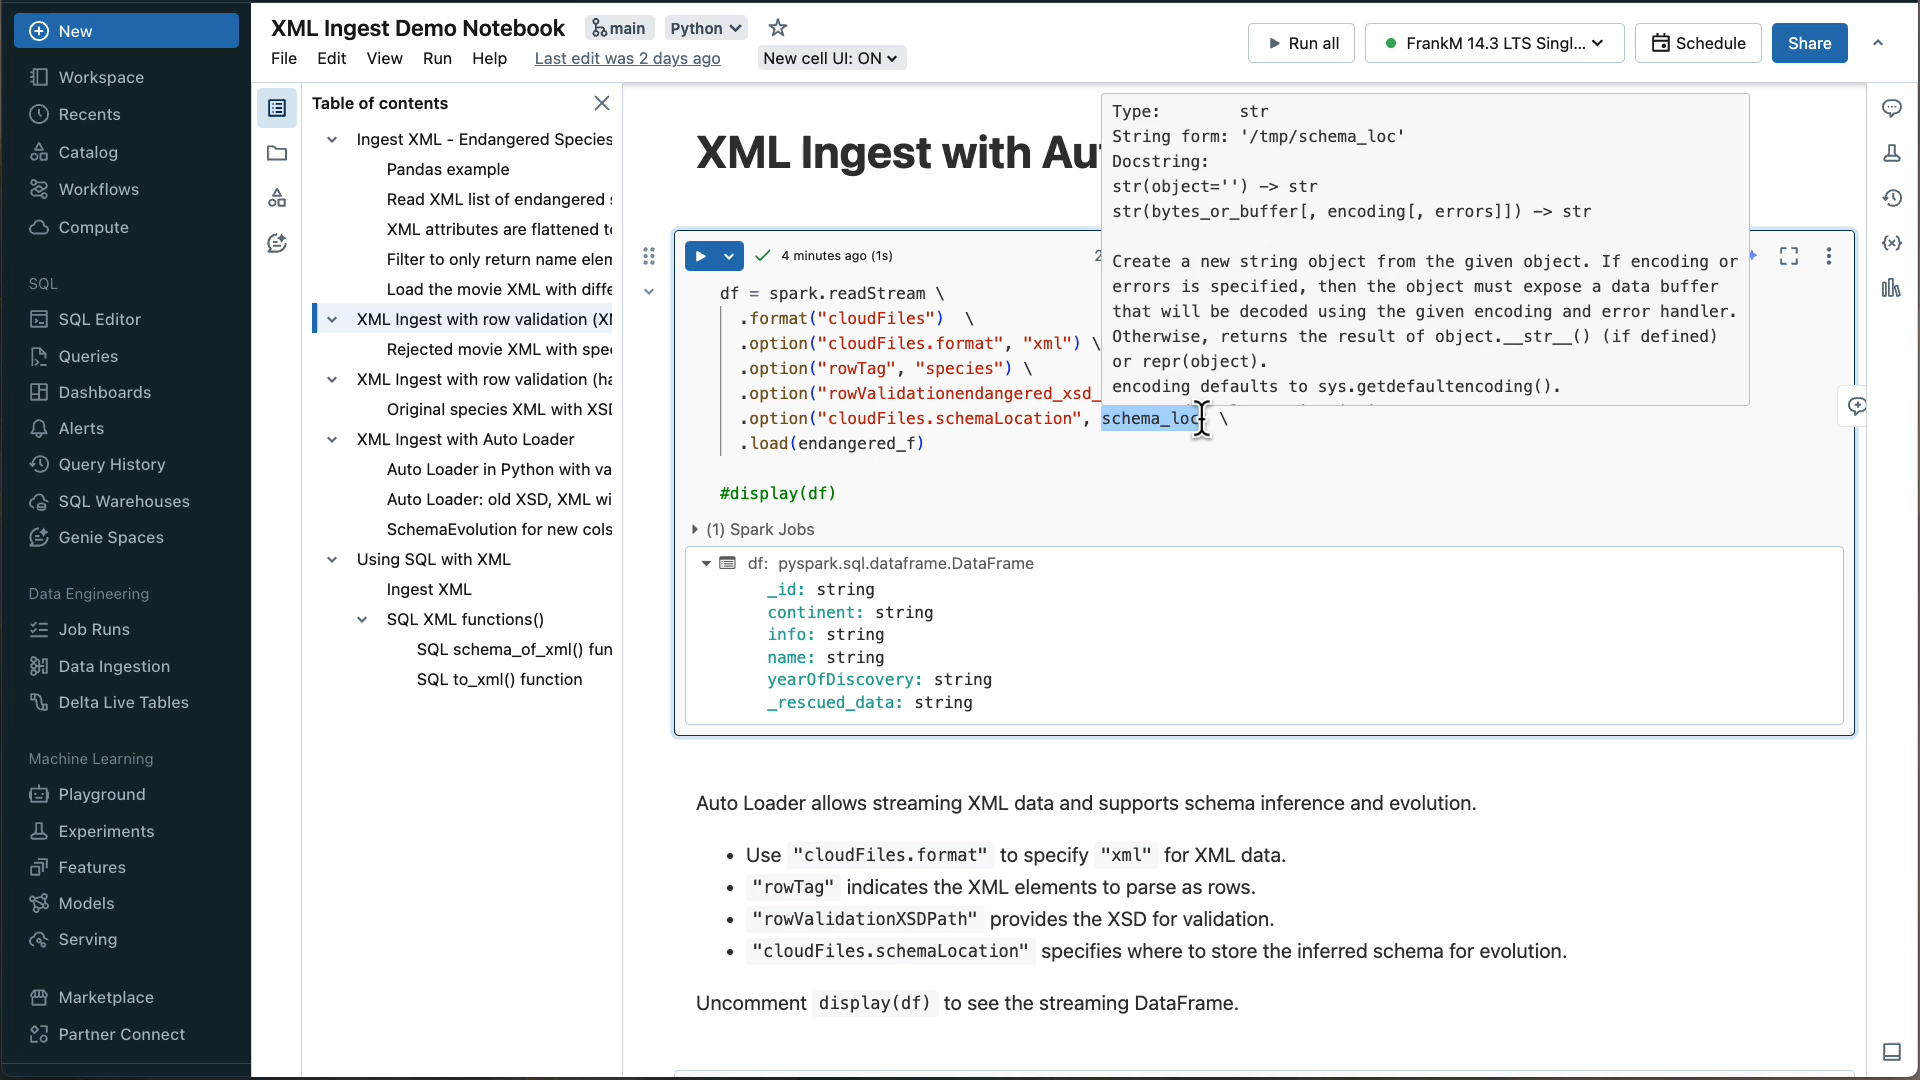 New
Workspace
Recents
Catalog
Workflows
Compute
SQL
SQL Editor
Queries
Dashboards
Alerts
Query History
SQL Warehouses
Genie Spaces
Data Engineering
Job Runs
Data Ingestion
Delta Live Tables
Machine Learning
Playground
Experiments
Features
Models
Serving
Marketplace
Partner Connect
XML Ingest Demo Notebook
main
Python
File Edit View Run Help
Last edit was 2 days ago
New cell UI: ON
Run all
FrankM 14.3 LTS Singl...
Schedule
Share
Table of contents
Ingest XML - Endangered Species
Pandas example
Read XML list of endangered
XML attributes are flattened
Filter to only return name
Load the movie XML with
XML Ingest with row validation
Rejected movie XML with
XML Ingest with row validation
Original species XML with
XML Ingest with Auto Loader
Auto Loader in Python with
Auto Loader: old XSD, XML
SchemaEvolution for new cols
Using SQL with XML
Ingest XML
SQL XML functions()
SQL schema_of_xml()
SQL to_xml() function
XML Ingest with
Type: str
String form: '/tmp/schema_loc'
Docstring:
str(object='') -> str
str(bytes_or_buffer[, encoding[, errors]]) -> str
Create a new string object from the given object. If encoding or
errors is specified, then the object must expose a data buffer
that will be decoded using the given encoding and error handler.
Otherwise, returns the result of object.__str__() (if defined)
or repr(object).
encoding defaults to sys.getdefaultencoding().
4 minutes ago (1s)
2
df = spark.readStream \
.format("cloudFiles") \
.option("cloudFiles.format", "xml") \
.option("rowTag", "species") \
.option("rowValidationendangered_xsd_
.option("cloudFiles.schemaLocation", schema_loc \
.load(endangered_f)
#display(df)
(1) Spark Jobs
df: pyspark.sql.dataframe.DataFrame
_id: string
continent: string
info: string
name: string
yearOfDiscovery: string
_rescued_data: string
Auto Loader allows streaming XML data and supports schema inference and evolution.
• Use "cloudFiles.format" to specify "xml" for XML data.
• "rowTag" indicates the XML elements to parse as rows.
• "rowValidationXSDPath" provides the XSD for validation.
• "cloudFiles.schemaLocation" specifies where to store the inferred schema for evolution.
Uncomment display(df) to see the streaming DataFrame.